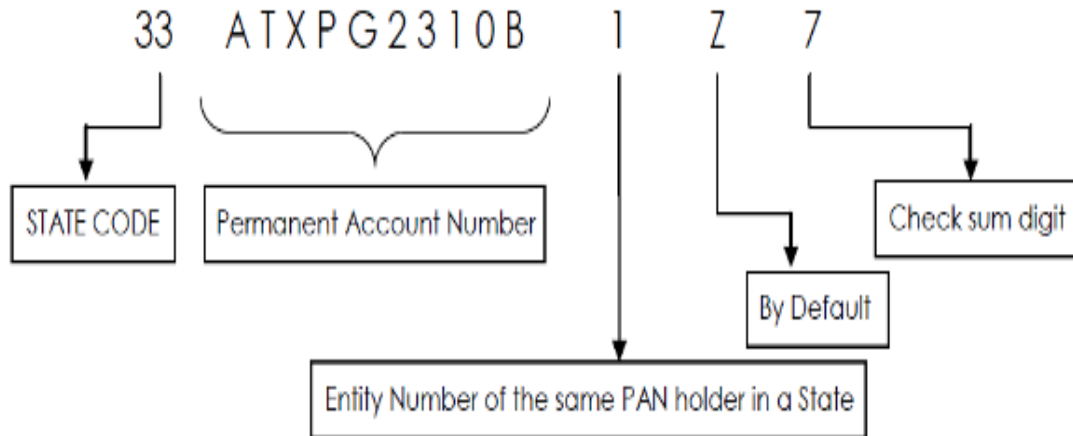 33 ATXPG2310B 1 Z 7
STATE CODE
Permanent Account Number
Check sum digit
By Default
Entity Number of the same PAN holder in a State